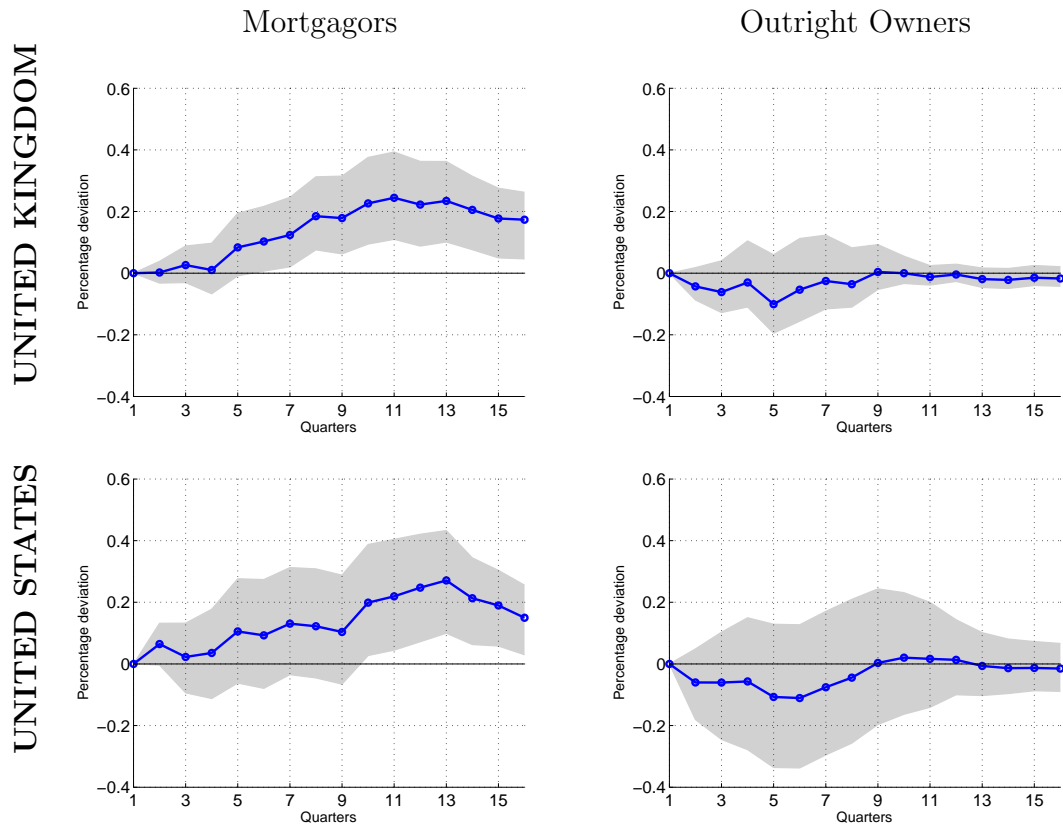 Mortgagors
Outright Owners
UNITED KINGDOM
Percentage deviation
0.6
0.4
0.2
0
−0.2
−0.4
1 3 5 7 9 11 13 15
Quarters
Percentage deviation
0.6
0.4
0.2
0
−0.2
−0.4
1 3 5 7 9 11 13 15
Quarters
UNITED STATES
Percentage deviation
0.6
0.4
0.2
0
−0.2
−0.4
1 3 5 7 9 11 13 15
Quarters
Percentage deviation
0.6
0.4
0.2
0
−0.2
−0.4
1 3 5 7 9 11 13 15
Quarters